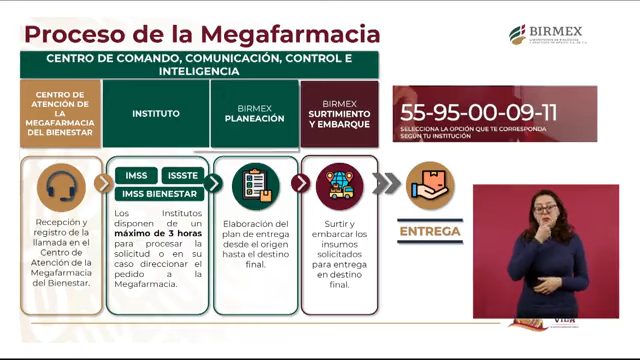 Proceso de la Megafarmacia
BIRMEX
CENTRO DE COMANDO, COMUNICACIÓN, CONTROL E
INTELIGENCIA
CENTRO DE
ATENCIÓN DE
LA
MEGAFARMACIA
DEL BIENESTAR
INSTITUTO
BIRMEX
PLANEACIÓN
BIRMEX
SURTIMIENTO
Y EMBARQUE
55-95-00-09-11
SELECCIONA LA OPCIÓN QUE TE CORRESPONDA
SEGÚN TU INSTITUCIÓN
Recepción y
registro de la
llamada en el
Centro de
Atención de la
Megafarmacia
del Bienestar.
IMSS
ISSSTE
IMSS BIENESTAR
Los Institutos
disponen de un
máximo de 3 horas
para procesar la
solicitud o en su
caso direccionar el
pedido a la
Megafarmacia.
Elaboración del
plan de entrega
desde el origen
hasta el destino
final.
Surtir y
embarcar los
insumos
solicitados
para entrega
en destino
final.
ENTREGA
VIDA